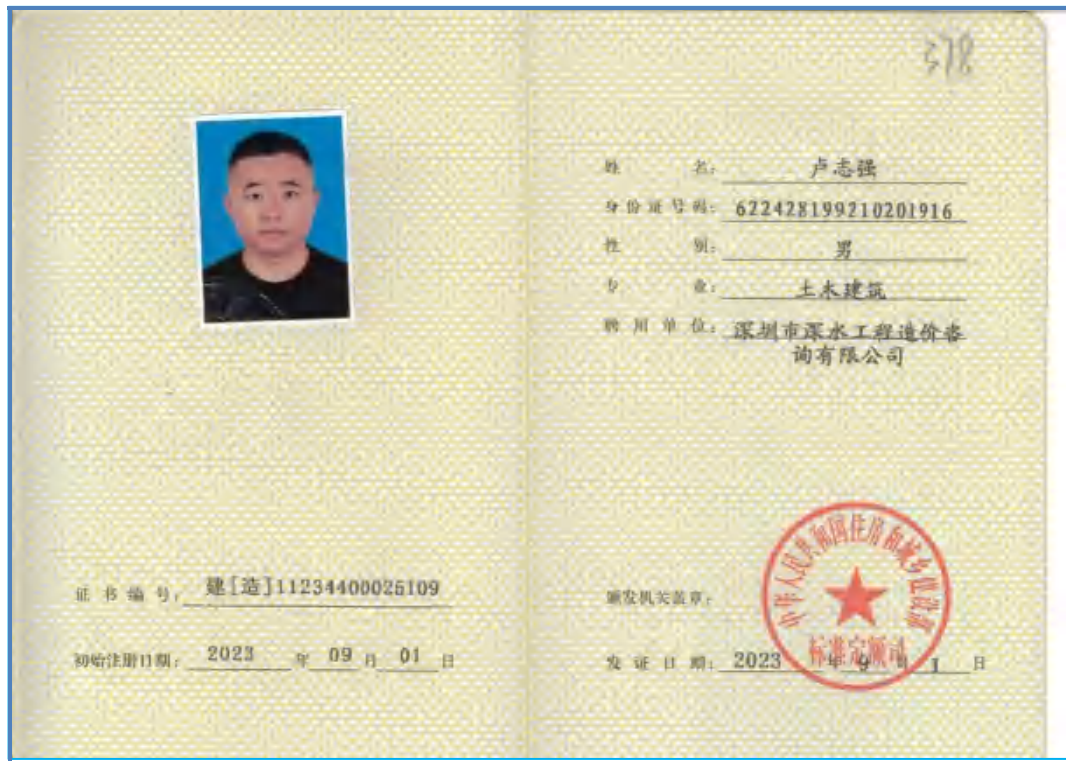 378
姓 名: 卢志强
身份证号码: 622428199210201916
性 别: 男
专 业: 土木建筑
聘用单位: 深圳市深水工程造价咨
询有限公司
证书编号: 建[造]11234400025109
初始注册日期: 2023 年 09 月 01 日
颁发机关盖章:
中华人民共和国住房和城乡建设部
标准定额司
发证日期: 2023 年 9 月 1 日